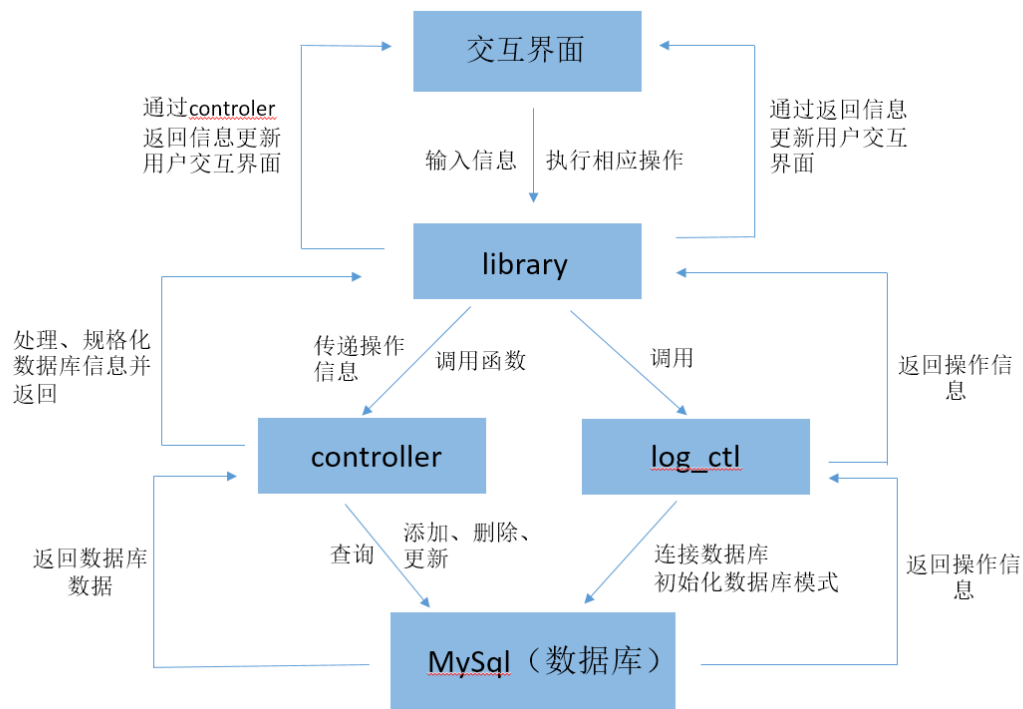 交互界面
通过controler
返回信息更新
用户交互界面
通过返回信息
更新用户交互
界面
输入信息
执行相应操作
library
处理、规格化
数据库信息并
返回
传递操作
信息
调用函数
调用
返回操作信
息
controller
log_ctl
返回数据库
数据
查询
添加、删除、
更新
连接数据库
初始化数据库模式
返回操作信
息
MySql（数据库）